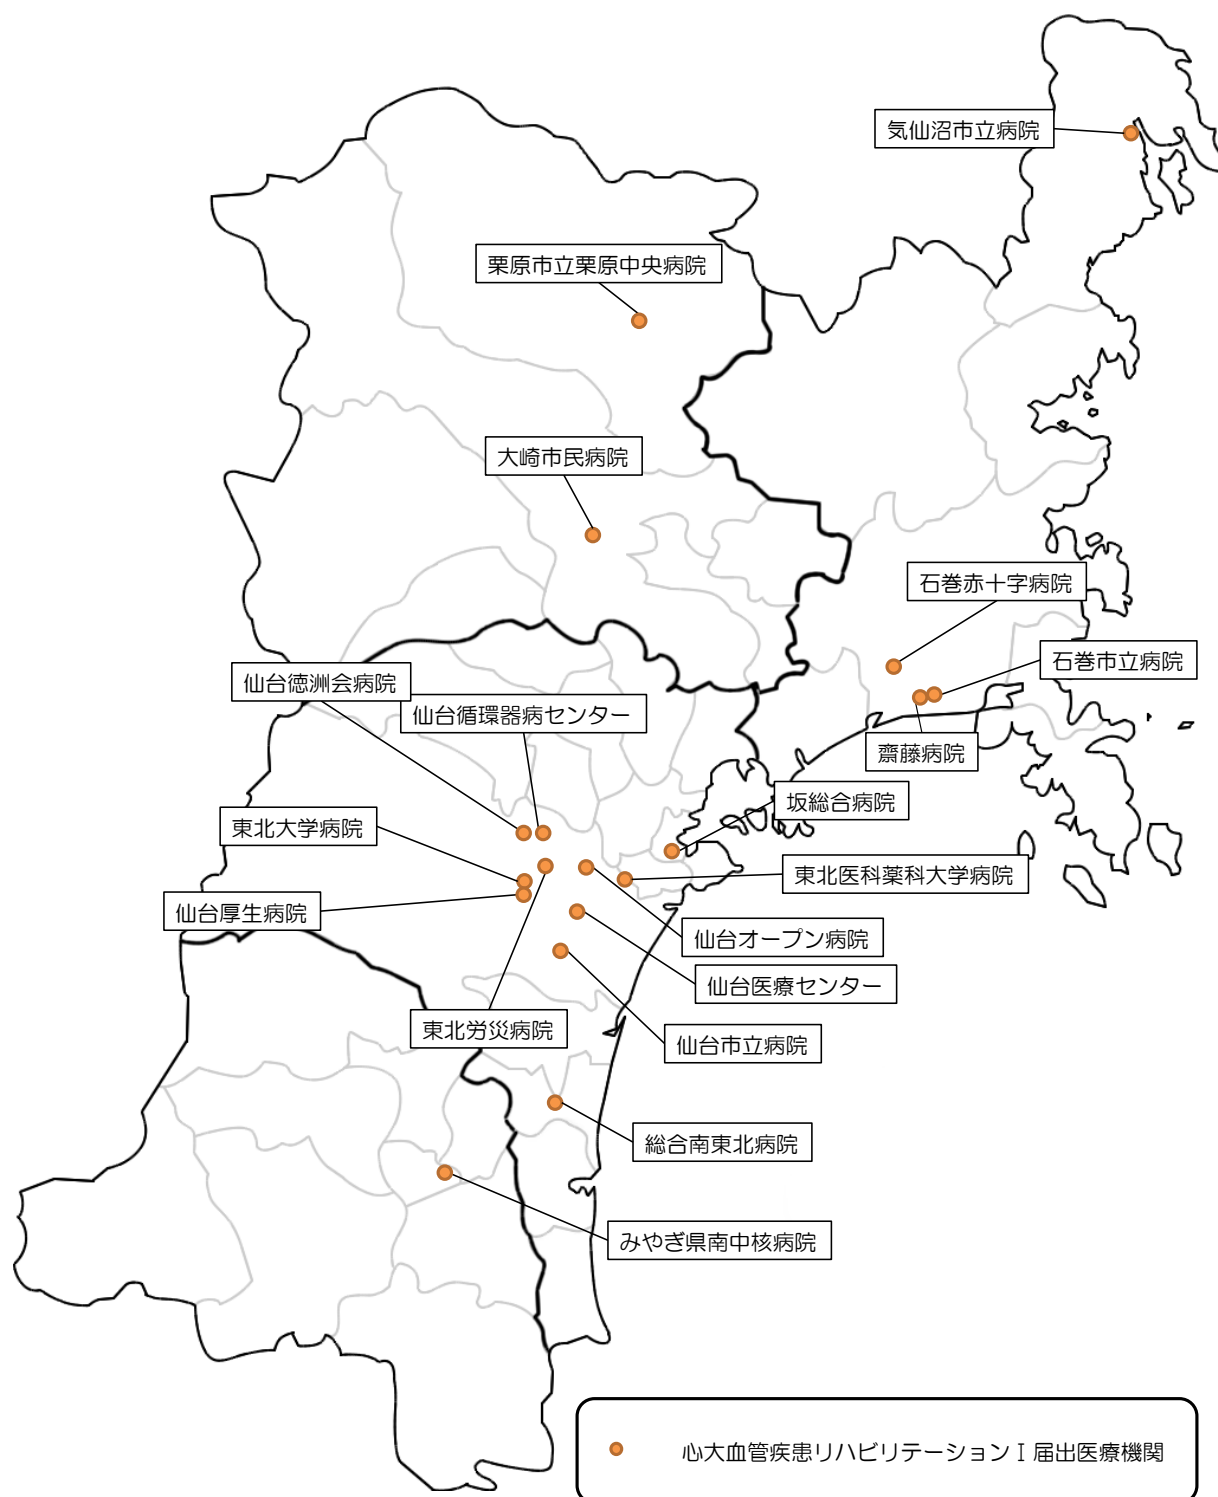 気仙沼市立病院
栗原市立栗原中央病院
大崎市民病院
石巻赤十字病院
石巻市立病院
仙台徳洲会病院
仙台循環器病センター
齋藤病院
坂総合病院
東北大学病院
東北医科薬科大学病院
仙台厚生病院
仙台オープン病院
仙台医療センター
東北労災病院
仙台市立病院
総合南東北病院
みやぎ県南中核病院
心大血管疾患リハビリテーションⅠ届出医療機関